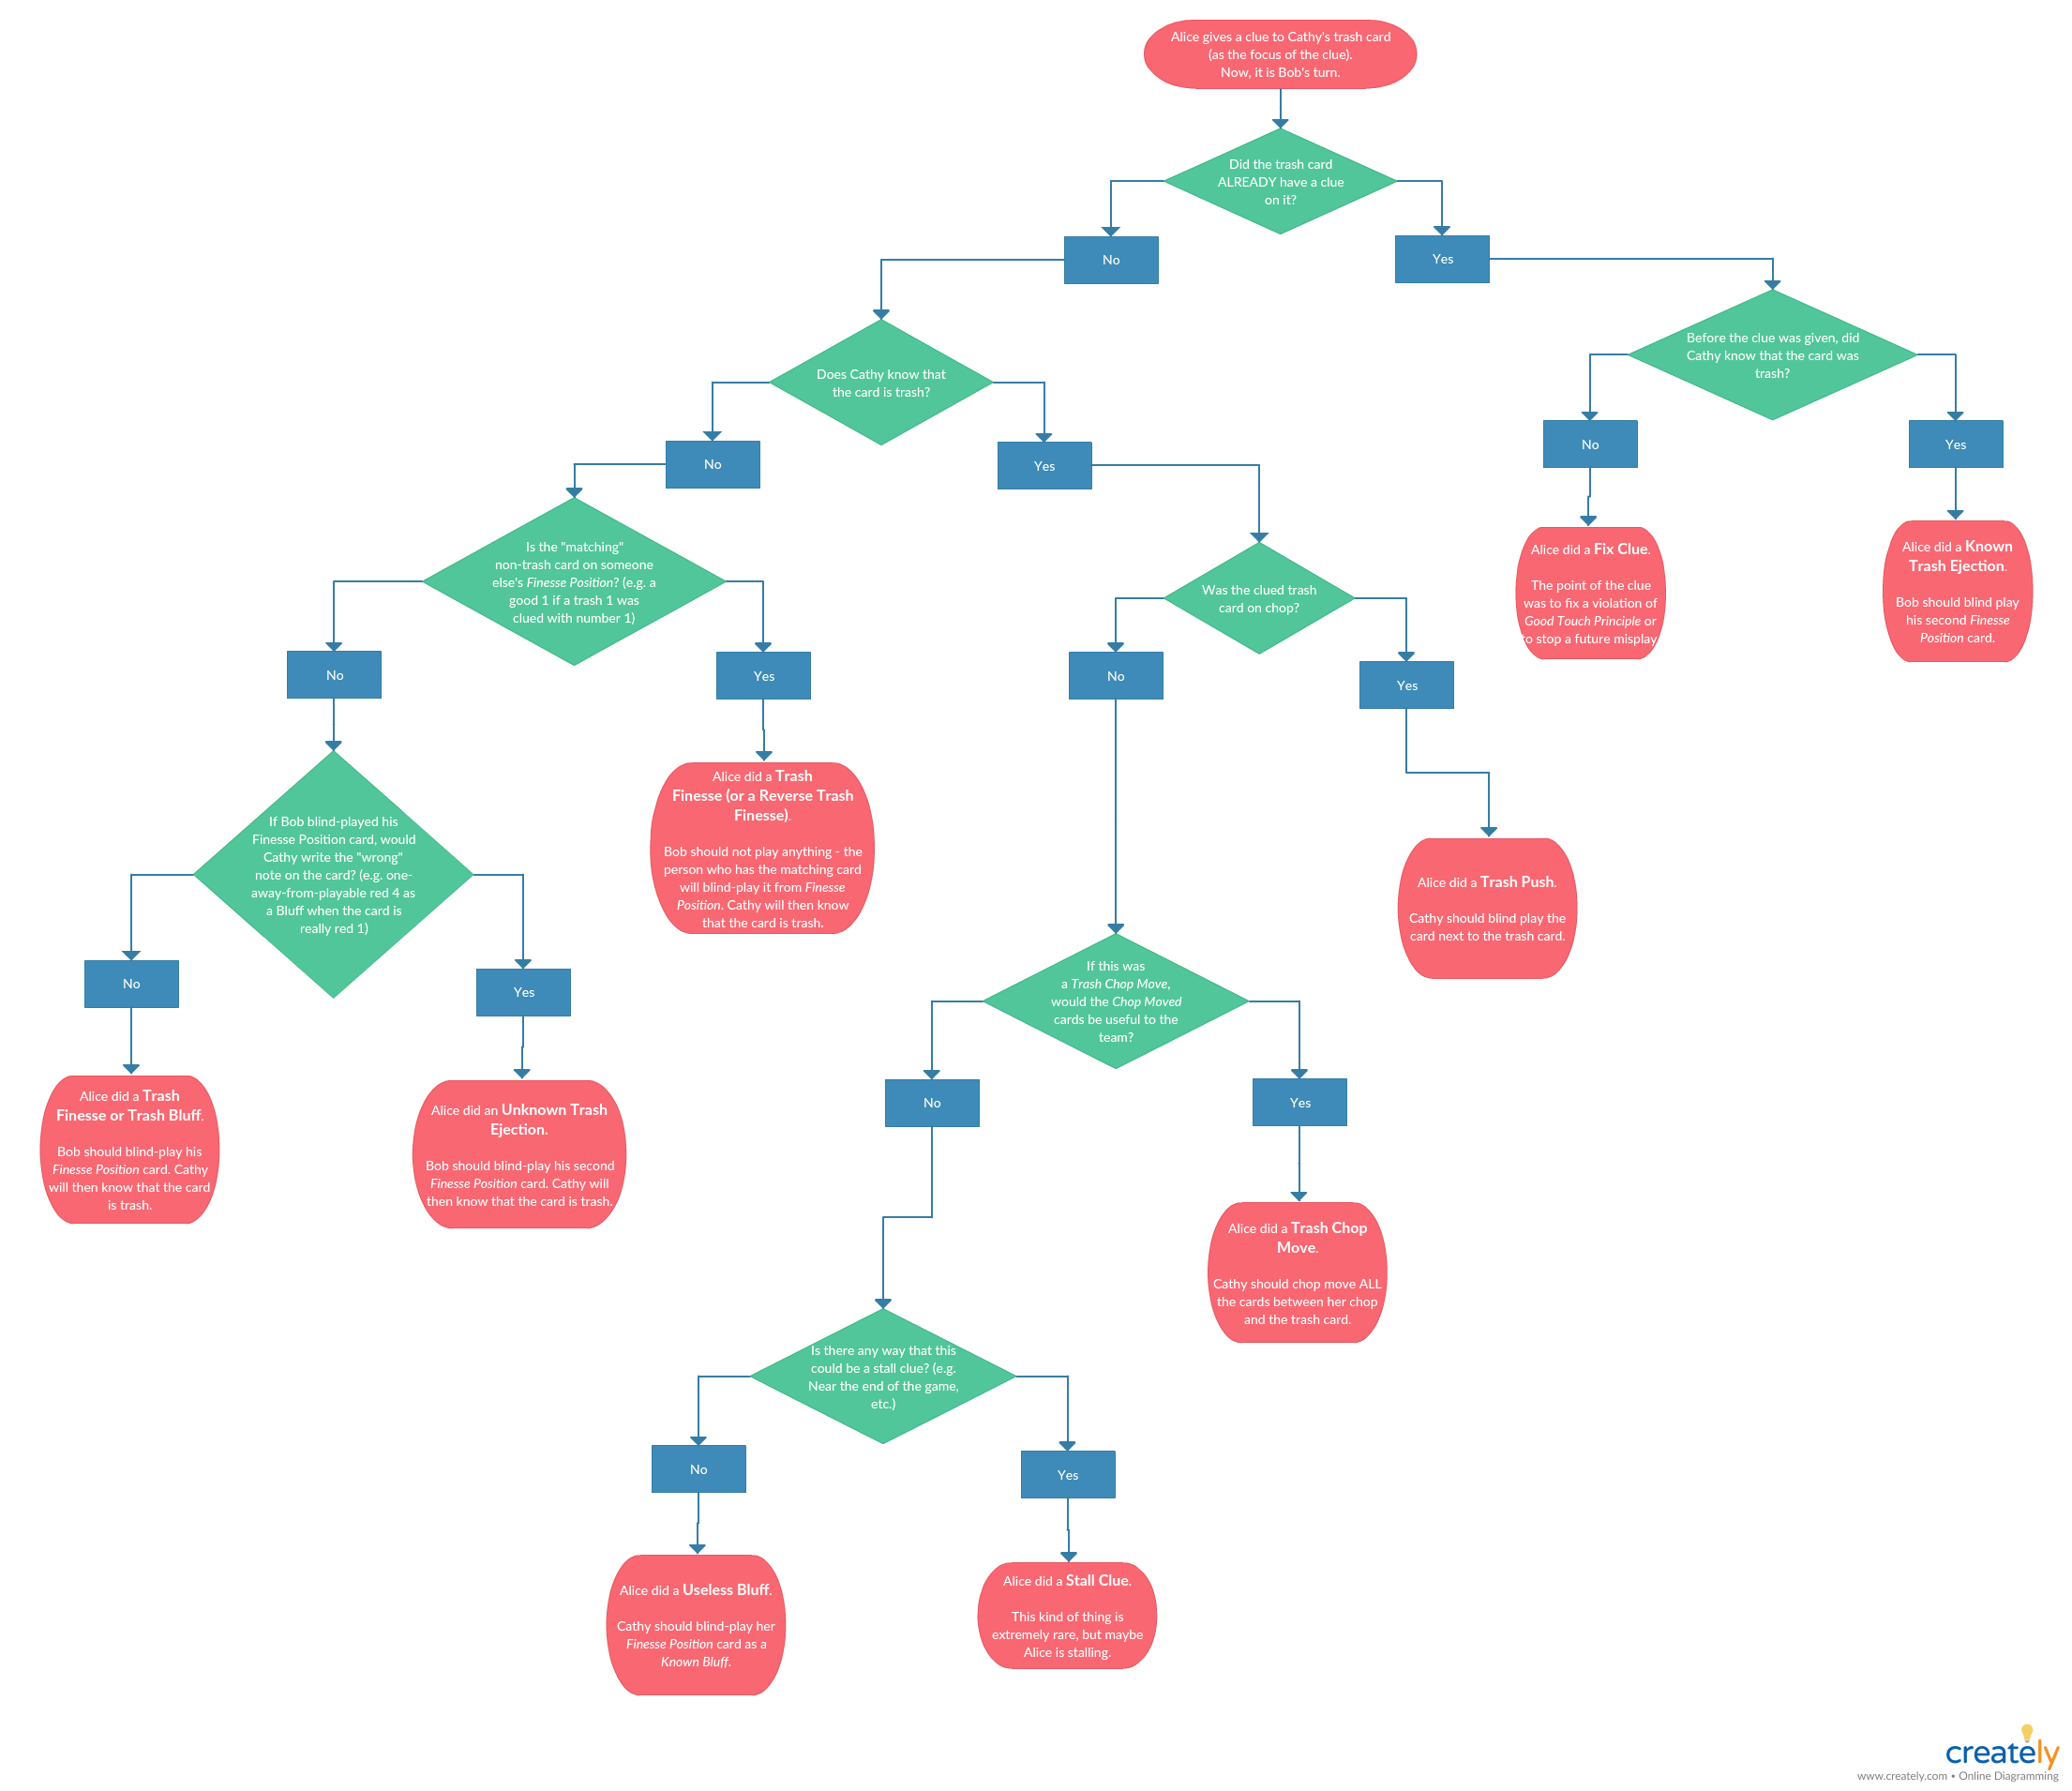 Alice gives a clue to Cathy's trash card
(as the focus of the clue).
Now, it is Bob's turn.
Did the trash card
ALREADY have a clue
on it?
No
Yes
Before the clue was given, did
Cathy know that the card was
trash?
Does Cathy know that
the card is trash?
No
Yes
No
Yes
Is the "matching"
non-trash card on someone
else's Finesse Position? (e.g. a
good 1 if a trash 1 was
clued with number 1)
Was the clued trash
card on chop?
Alice did a Fix Clue.
The point of the clue
was to fix a violation of
Good Touch Principle or
to stop a future misplay
Alice did a Known
Trash Ejection.
Bob should blind play
his second Finesse
Position card.
No
Yes
No
Yes
If Bob blind-played his
Finesse Position card, would
Cathy write the "wrong"
note on the card? (e.g. one-
away-from-playable red 4 as
a Bluff when the card is
really red 1)
Alice did a Trash
Finesse (or a Reverse Trash
Finesse).
Bob should not play anything - the
person who has the matching card
will blind-play it from Finesse
Position. Cathy will then know
that the card is trash.
Alice did a Trash Push.
Cathy should blind play the
card next to the trash card.
No
Yes
If this was
a Trash Chop Move,
would the Chop Moved
cards be useful to the
team?
Alice did a Trash
Finesse or Trash Bluff.
Bob should blind-play his
Finesse Position card. Cathy
will then know that the card
is trash.
Alice did an Unknown Trash
Ejection.
Bob should blind-play his second
Finesse Position card. Cathy will
then know that the card is trash.
No
Yes
Alice did a Trash Chop
Move.
Cathy should chop move ALL
the cards between her chop
and the trash card.
Is there any way that this
could be a stall clue? (e.g.
Near the end of the game,
etc.)
No
Yes
Alice did a Useless Bluff.
Cathy should blind-play her
Finesse Position card as a
Known Bluff.
Alice did a Stall Clue.
This kind of thing is
extremely rare, but maybe
Alice is stalling.
creately
www.creately.com • Online Diagramming